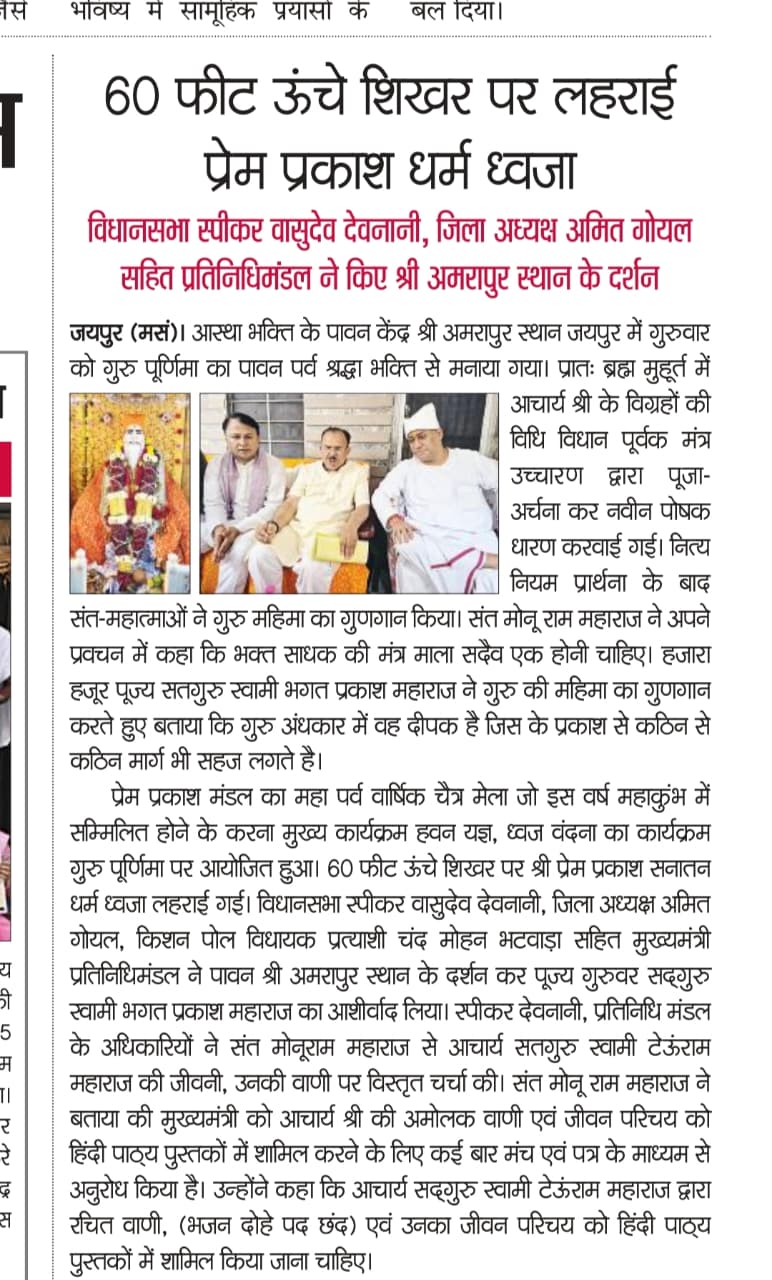 भविष्य में सामूहिक प्रयासों के
बल दिया।
60 फीट ऊंचे शिखर पर लहराई
प्रेम प्रकाश धर्म ध्वजा
विधानसभा स्पीकर वासुदेव देवनानी, जिला अध्यक्ष अमित गोयल
सहित प्रतिनिधिमंडल ने किए श्री अमरापुर स्थान के दर्शन
जयपुर (मसं)। आस्था भक्ति के पावन केंद्र श्री अमरापुर स्थान जयपुर में गुरुवार
को गुरु पूर्णिमा का पावन पर्व श्रद्धा भक्ति से मनाया गया। प्रातः ब्रह्म मुहूर्त में
आचार्य श्री के विग्रहों की
विधि विधान पूर्वक मंत्र
उच्चारण द्वारा पूजा-
अर्चना कर नवीन पोषक
धारण करवाई गई। नित्य
नियम प्रार्थना के बाद
संत-महात्माओं ने गुरु महिमा का गुणगान किया। संत मोनू राम महाराज ने अपने
प्रवचन में कहा कि भक्त साधक की मंत्र माला सदैव एक होनी चाहिए। हजारा
हजूर पूज्य सतगुरु स्वामी भगत प्रकाश महाराज ने गुरु की महिमा का गुणगान
करते हुए बताया कि गुरु अंधकार में वह दीपक है जिस के प्रकाश से कठिन से
कठिन मार्ग भी सहज लगते है।
प्रेम प्रकाश मंडल का महा पर्व वार्षिक चैत्र मेला जो इस वर्ष महाकुंभ में
सम्मिलित होने के करना मुख्य कार्यक्रम हवन यज्ञ, ध्वज वंदना का कार्यक्रम
गुरु पूर्णिमा पर आयोजित हुआ। 60 फीट ऊंचे शिखर पर श्री प्रेम प्रकाश सनातन
धर्म ध्वजा लहराई गई। विधानसभा स्पीकर वासुदेव देवनानी, जिला अध्यक्ष अमित
गोयल, किशन पोल विधायक प्रत्याशी चंद मोहन भटवाड़ा सहित मुख्यमंत्री
प्रतिनिधिमंडल ने पावन श्री अमरापुर स्थान के दर्शन कर पूज्य गुरुवर सद्गुरु
स्वामी भगत प्रकाश महाराज का आशीर्वाद लिया। स्पीकर देवनानी, प्रतिनिधि मंडल
के अधिकारियों ने संत मोनूराम महाराज से आचार्य सतगुरु स्वामी टेऊंराम
महाराज की जीवनी, उनकी वाणी पर विस्तृत चर्चा की। संत मोनू राम महाराज ने
बताया की मुख्यमंत्री को आचार्य श्री की अमोलक वाणी एवं जीवन परिचय को
हिंदी पाठ्य पुस्तकों में शामिल करने के लिए कई बार मंच एवं पत्र के माध्यम से
अनुरोध किया है। उन्होंने कहा कि आचार्य सद्गुरु स्वामी टेऊंराम महाराज द्वारा
रचित वाणी, (भजन दोहे पद छंद) एवं उनका जीवन परिचय को हिंदी पाठ्य
पुस्तकों में शामिल किया जाना चाहिए।